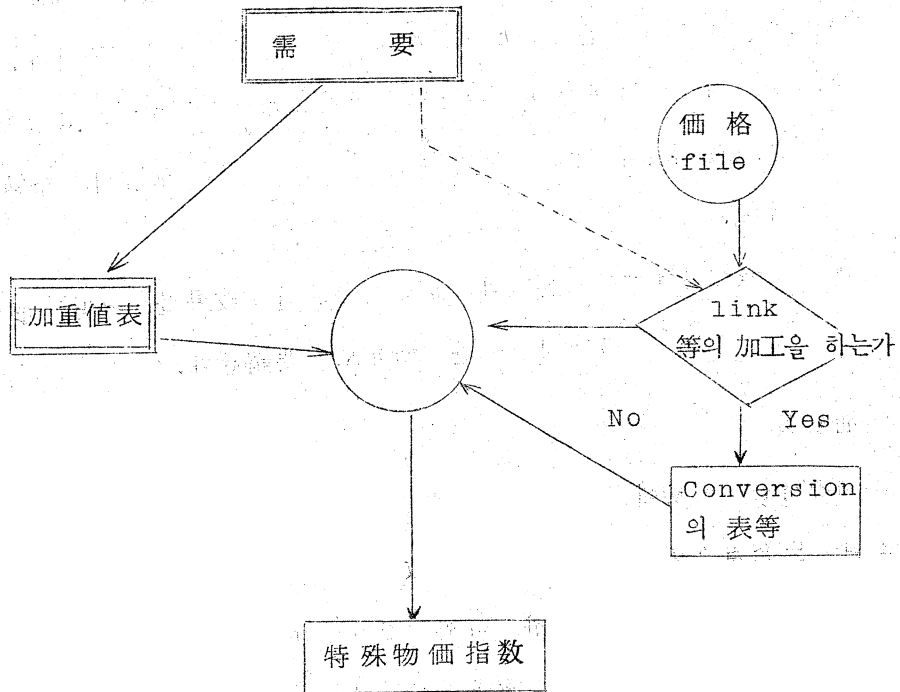 需 要
価 格
file
加重値表
link
等의 加工을 하는가
No
Yes
Conversion
의 表等
特殊物価指数